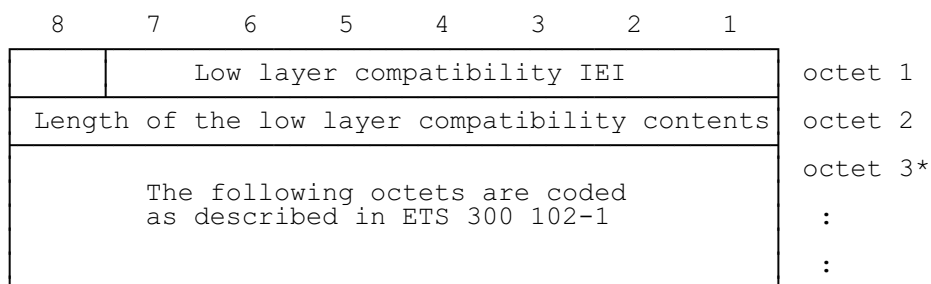 8 7 6 5 4 3 2 1
Low layer compatibility IEI octet 1
Length of the low layer compatibility contents octet 2
octet 3*
The following octets are coded
as described in ETS 300 102-1 :
: